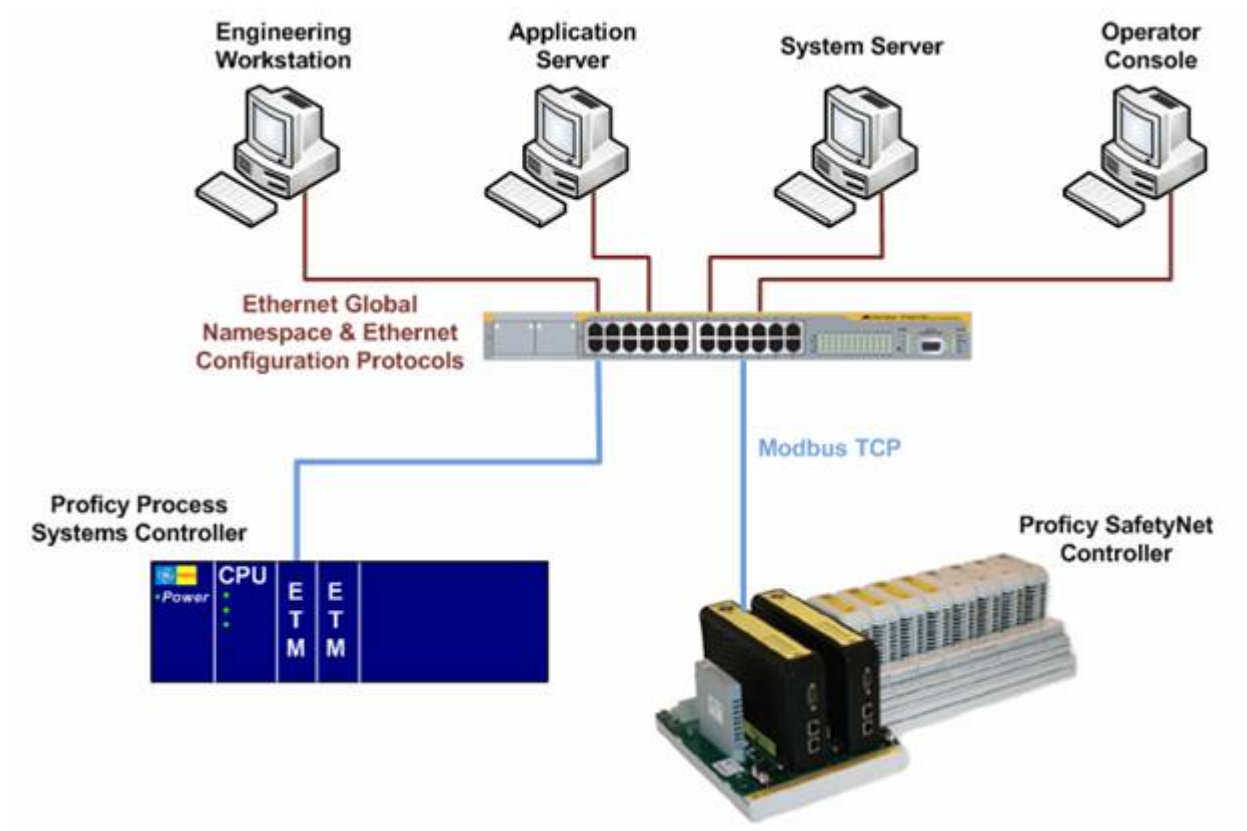 Engineering
Workstation
Application
Server
System Server
Operator
Console
Ethernet Global
Namespace & Ethernet
Configuration Protocols
Modbus TCP
Proficy Process
Systems Controller
Power
CPU
E
T
M
E
T
M
Proficy SafetyNet
Controller